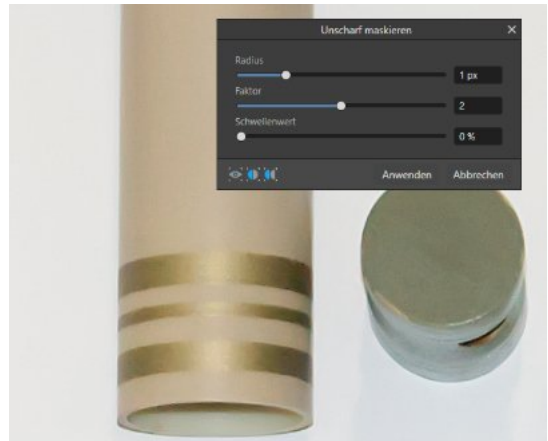 Unscharf maskieren
Radius
1 px
Faktor
2
Schwellenwert
0 %
Anwenden Abbrechen